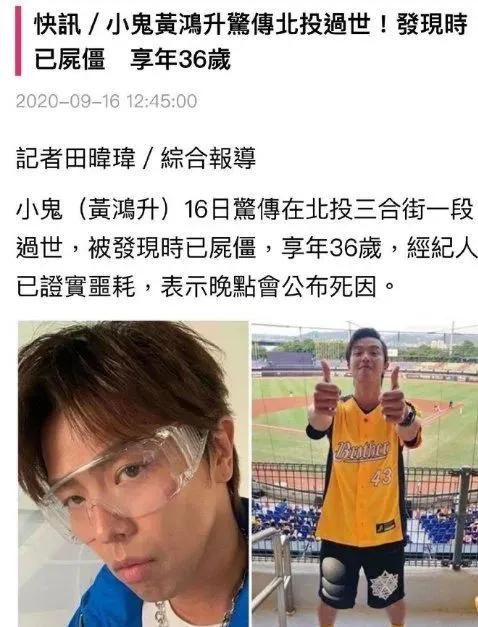 快訊／小鬼黃鴻升驚傳北投過世！發現時
已屍僵　享年36歲
2020-09-16 12:45:00
記者田暐瑋／綜合報導
小鬼（黃鴻升）16日驚傳在北投三合街一段
過世，被發現時已屍僵，享年36歲，經紀人
已證實噩耗，表示晚點會公布死因。
Brother
43